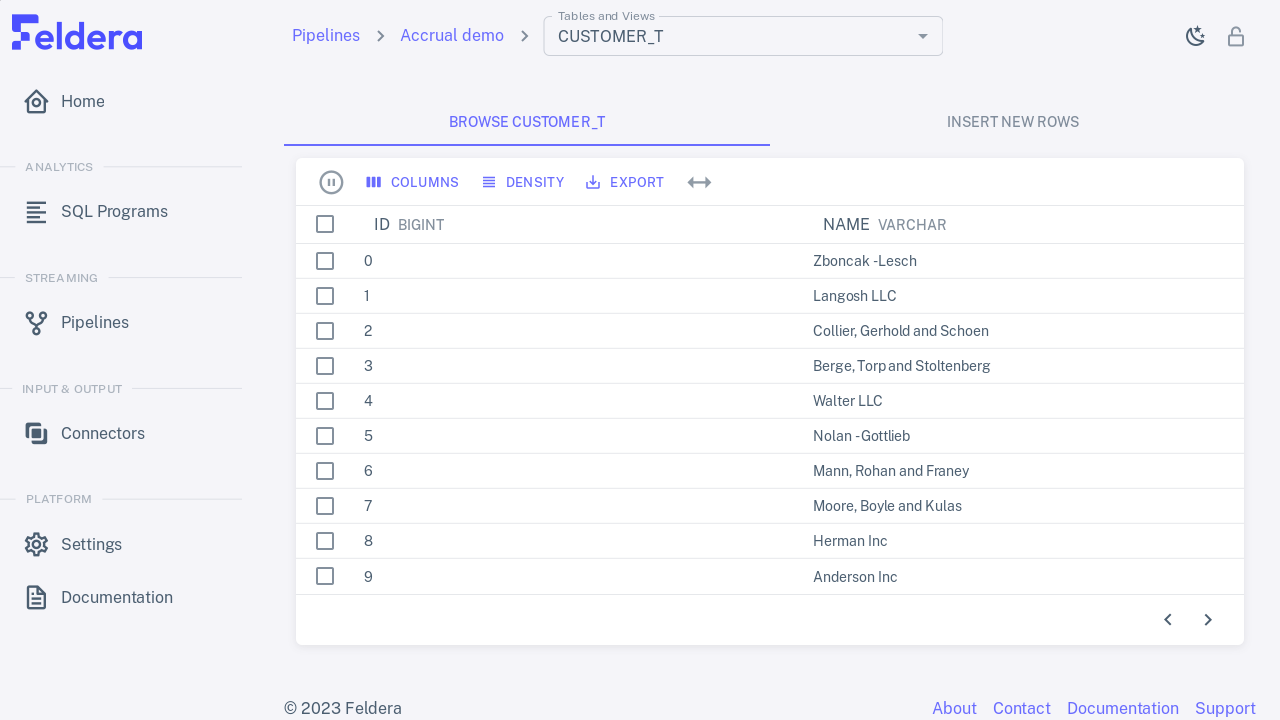 Feldera
Pipelines > Accrual demo >
Tables and Views
CUSTOMER_T
Home
ANALYTICS
SQL Programs
STREAMING
Pipelines
INPUT & OUTPUT
Connectors
PLATFORM
Settings
Documentation
BROWSE CUSTOMER_T
INSERT NEW ROWS
COLUMNS DENSITY EXPORT
ID BIGINT NAME VARCHAR
0 Zboncak - Lesch
1 Langosh LLC
2 Collier, Gerhold and Schoen
3 Berge, Torp and Stoltenberg
4 Walter LLC
5 Nolan - Gottlieb
6 Mann, Rohan and Franey
7 Moore, Boyle and Kulas
8 Herman Inc
9 Anderson Inc
© 2023 Feldera
About Contact Documentation Support